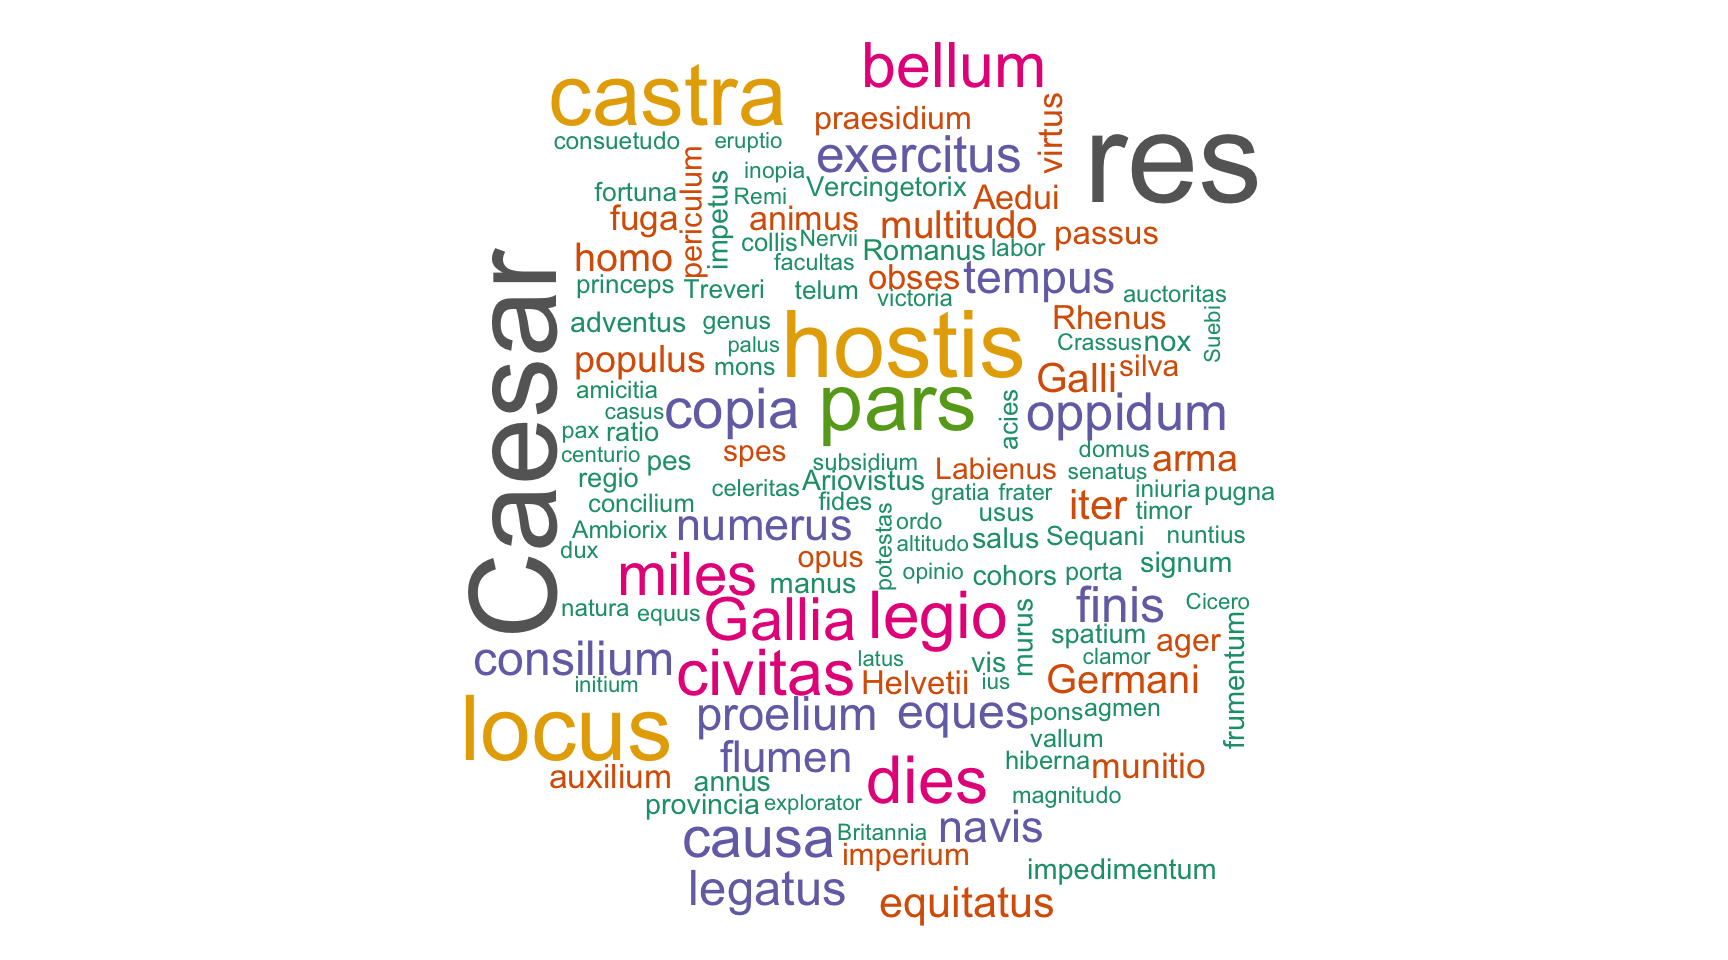 bellum
castra
praesidium
virtus
res
consuetudo
eruptio
exercitus
periculum
inopia
impetus
fortuna
Remi
Vercingetorix
Aedui
fuga
animus
multitudo
passus
collis
Nervii
Romanus
labor
homo
facultas
obses
tempus
princeps
Treveri
telum
victoria
auctoritas
Caesar
adventus
genus
hostis
Rhenus
Suebi
palus
Crassus
nox
populus
mons
Galli
silva
amicitia
casus
copia
pars
acies
oppidum
pax
ratio
centurio
pes
spes
subsidium
domus
arma
regio
Labienus
senatus
celeritas
Ariovistus
gratia
frater
iniuria
pugna
concilium
fides
usus
iter
timor
Ambiorix
numerus
potestas
ordo
dux
opus
altitudo
salus
Sequani
nuntius
miles
manus
opinio
cohors
porta
signum
natura
equus
Gallia
legio
finis
Cicero
murus
spatium
ager
frumentum
consilium
civitas
latus
vis
clamor
initium
Helvetii
ius
Germani
locus
proelium
eques
pons
agmen
flumen
vallum
auxilium
annus
dies
hiberna
munitio
provincia
explorator
magnitudo
causa
Britannia
navis
imperium
impedimentum
legatus
equitatus